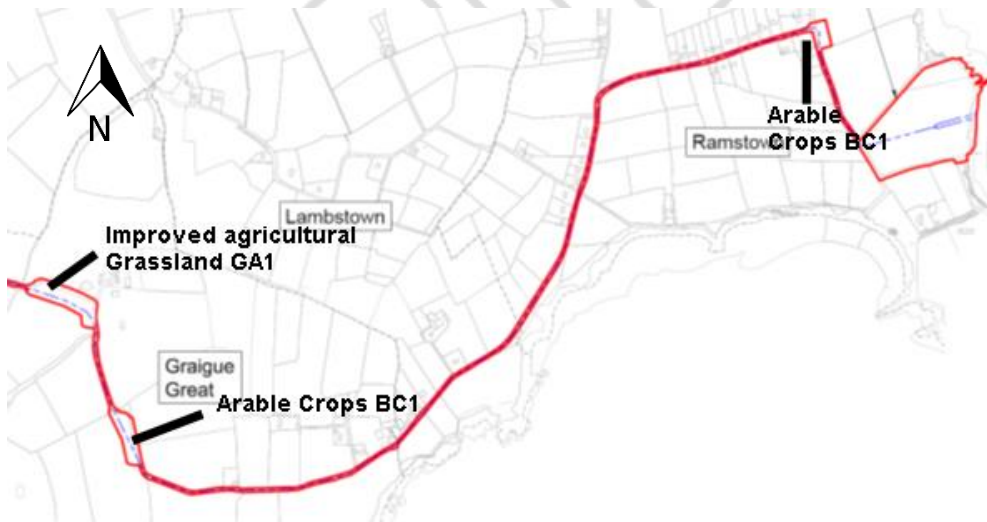 N
Arable
Crops BC1
Ramstown
Lambstown
Improved agricultural
Grassland GA1
Graigue
Great
Arable Crops BC1